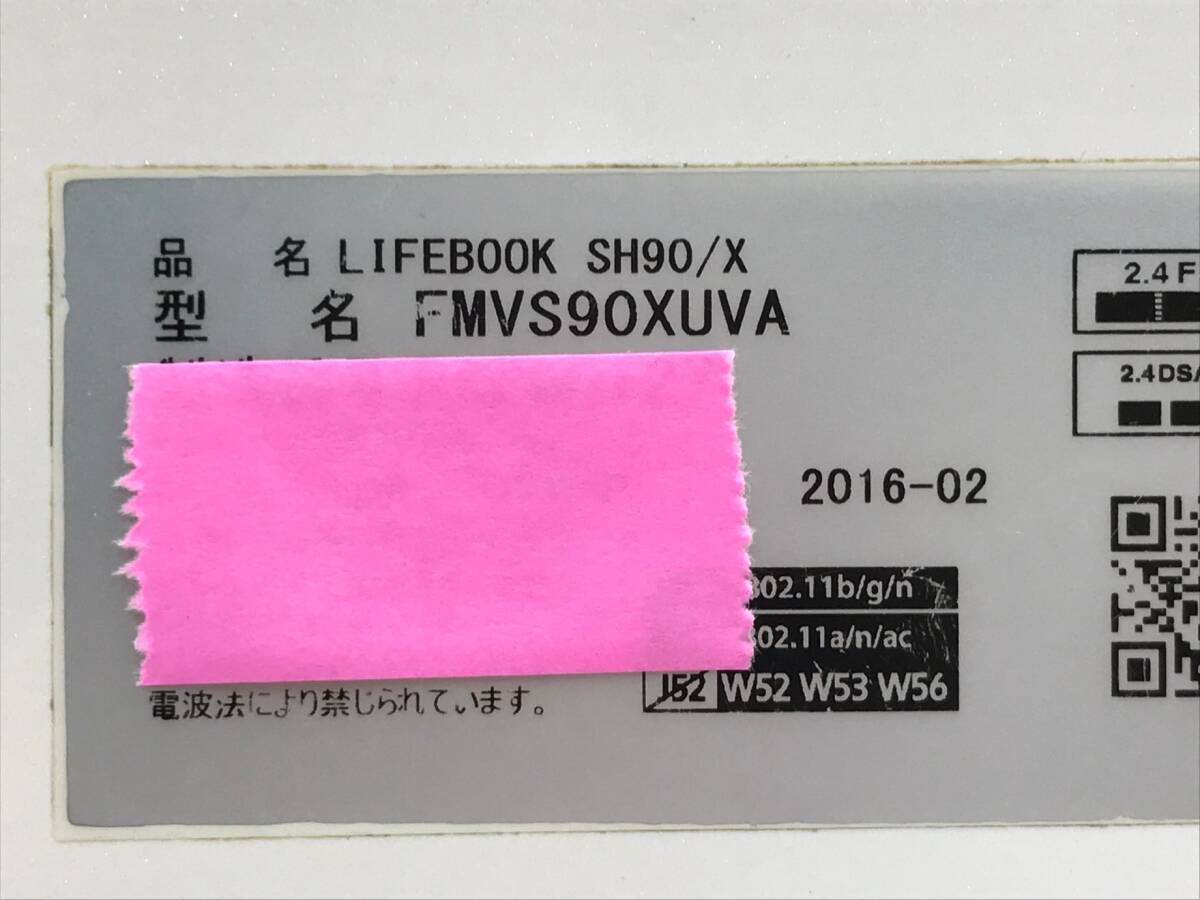 品 名 LIFEBOOK SH90/X
型 名 FMVS90XUVA
2016-02
802.11b/g/n
802.11a/n/ac
J52 W52 W53 W56
電波法により禁じられています。
2.4 F
2.4DS/